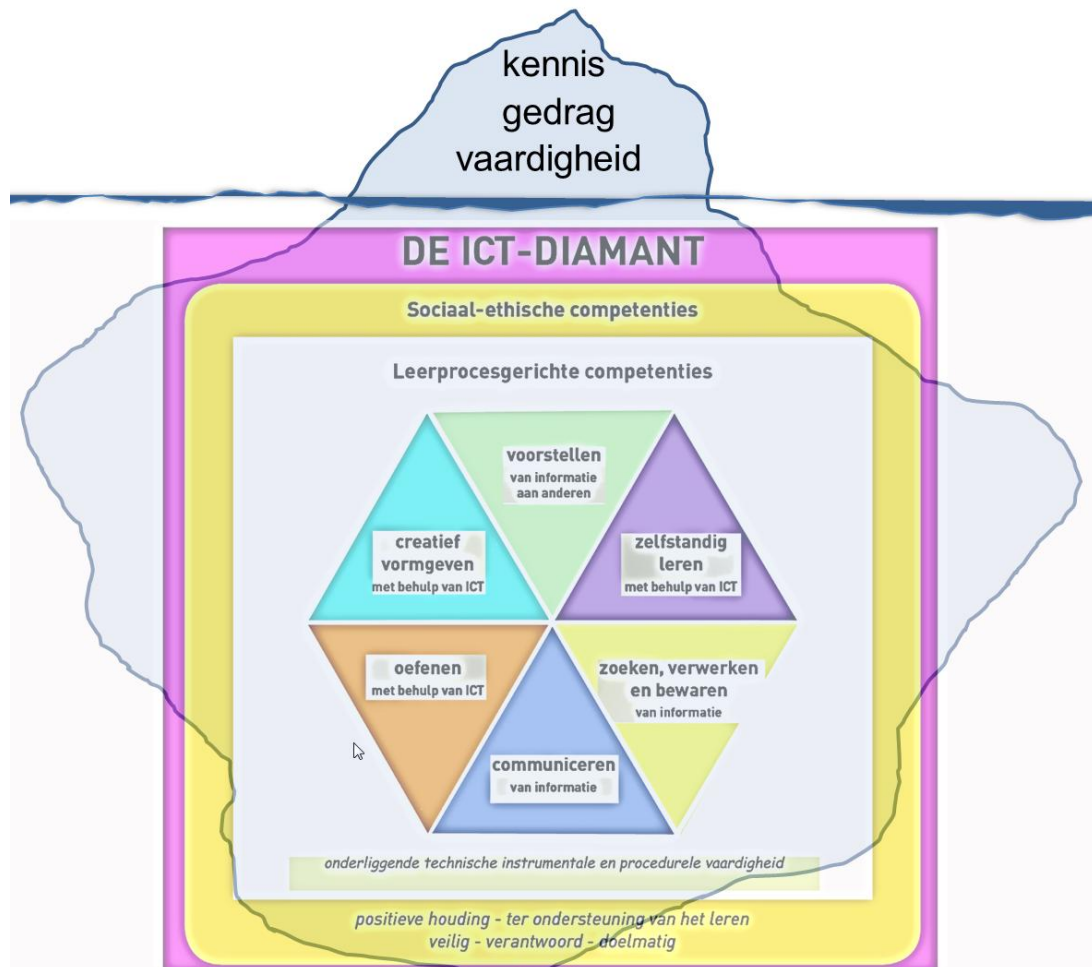 kennis
gedrag
vaardigheid
DE ICT-DIAMANT
Sociaal-ethische competenties
Leerprocesgerichte competenties
voorstellen
van informatie
aan anderen
creatief
vormgeven
met behulp van ICT
zelfstandig
leren
met behulp van ICT
oefenen
met behulp van ICT
zoeken, verwerken
en bewaren
van informatie
communiceren
van informatie
onderliggende technische instrumentale en procedurele vaardigheid
positieve houding - ter ondersteuning van het leren
veilig - verantwoord - doelmatig